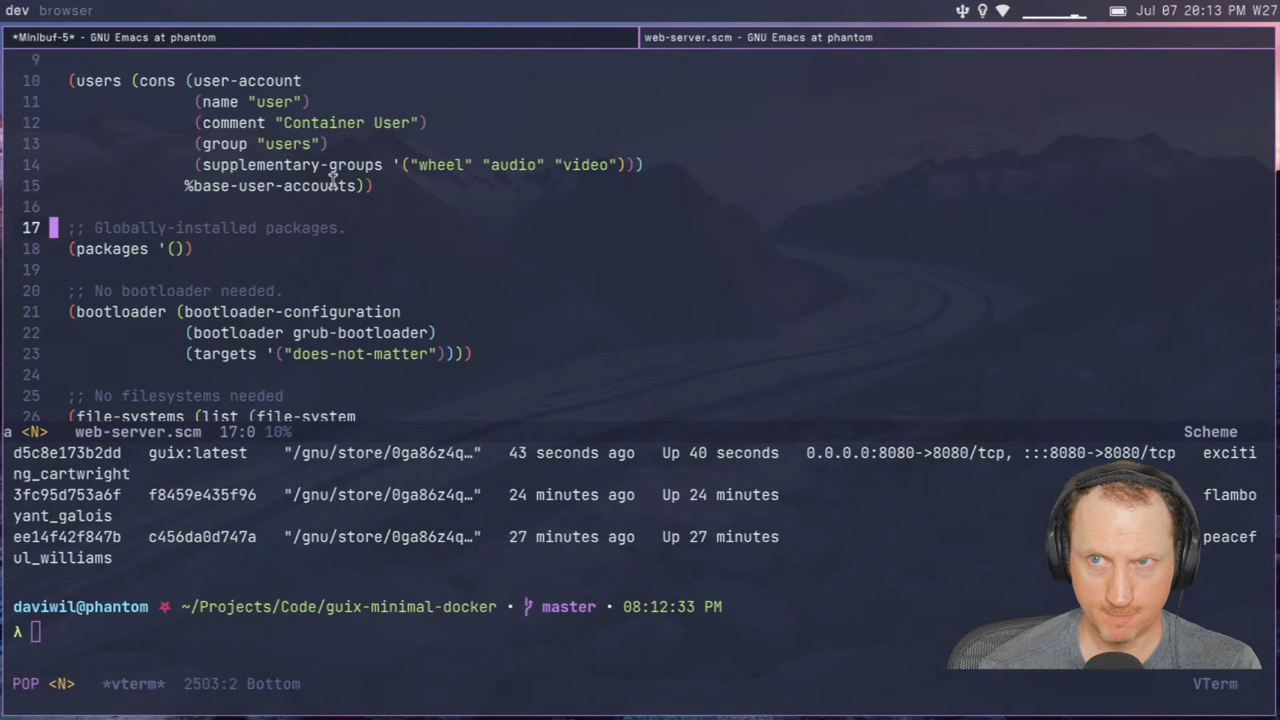 dev browser
Jul 07 20:13 PM W27
*Minibuf-5* - GNU Emacs at phantom
web-server.scm - GNU Emacs at phantom
9
10 (users (cons (user-account
11 (name "user")
12 (comment "Container User")
13 (group "users")
14 (supplementary-groups '("wheel" "audio" "video")))
15 %base-user-accounts))
16
17 ;; Globally-installed packages.
18 (packages '())
19
20 ;; No bootloader needed.
21 (bootloader (bootloader-configuration
22 (bootloader grub-bootloader)
23 (targets '("does-not-matter"))))
24
25 ;; No filesystems needed
26 (file-systems (list (file-system
a <N> web-server.scm 17:0 10% Scheme
d5c8e173b2dd guix:latest "/gnu/store/0ga86z4q…" 43 seconds ago Up 40 seconds 0.0.0.0:8080->8080/tcp, :::8080->8080/tcp exciti
ng_cartwright
3fc95d753a6f f8459e435f96 "/gnu/store/0ga86z4q…" 24 minutes ago Up 24 minutes flambo
yant_galois
ee14f42f847b c456da0d747a "/gnu/store/0ga86z4q…" 27 minutes ago Up 27 minutes peacef
ul_williams
daviwil@phantom ~/Projects/Code/guix-minimal-docker • master • 08:12:33 PM
λ
POP <N> *vterm* 2503:2 Bottom VTerm